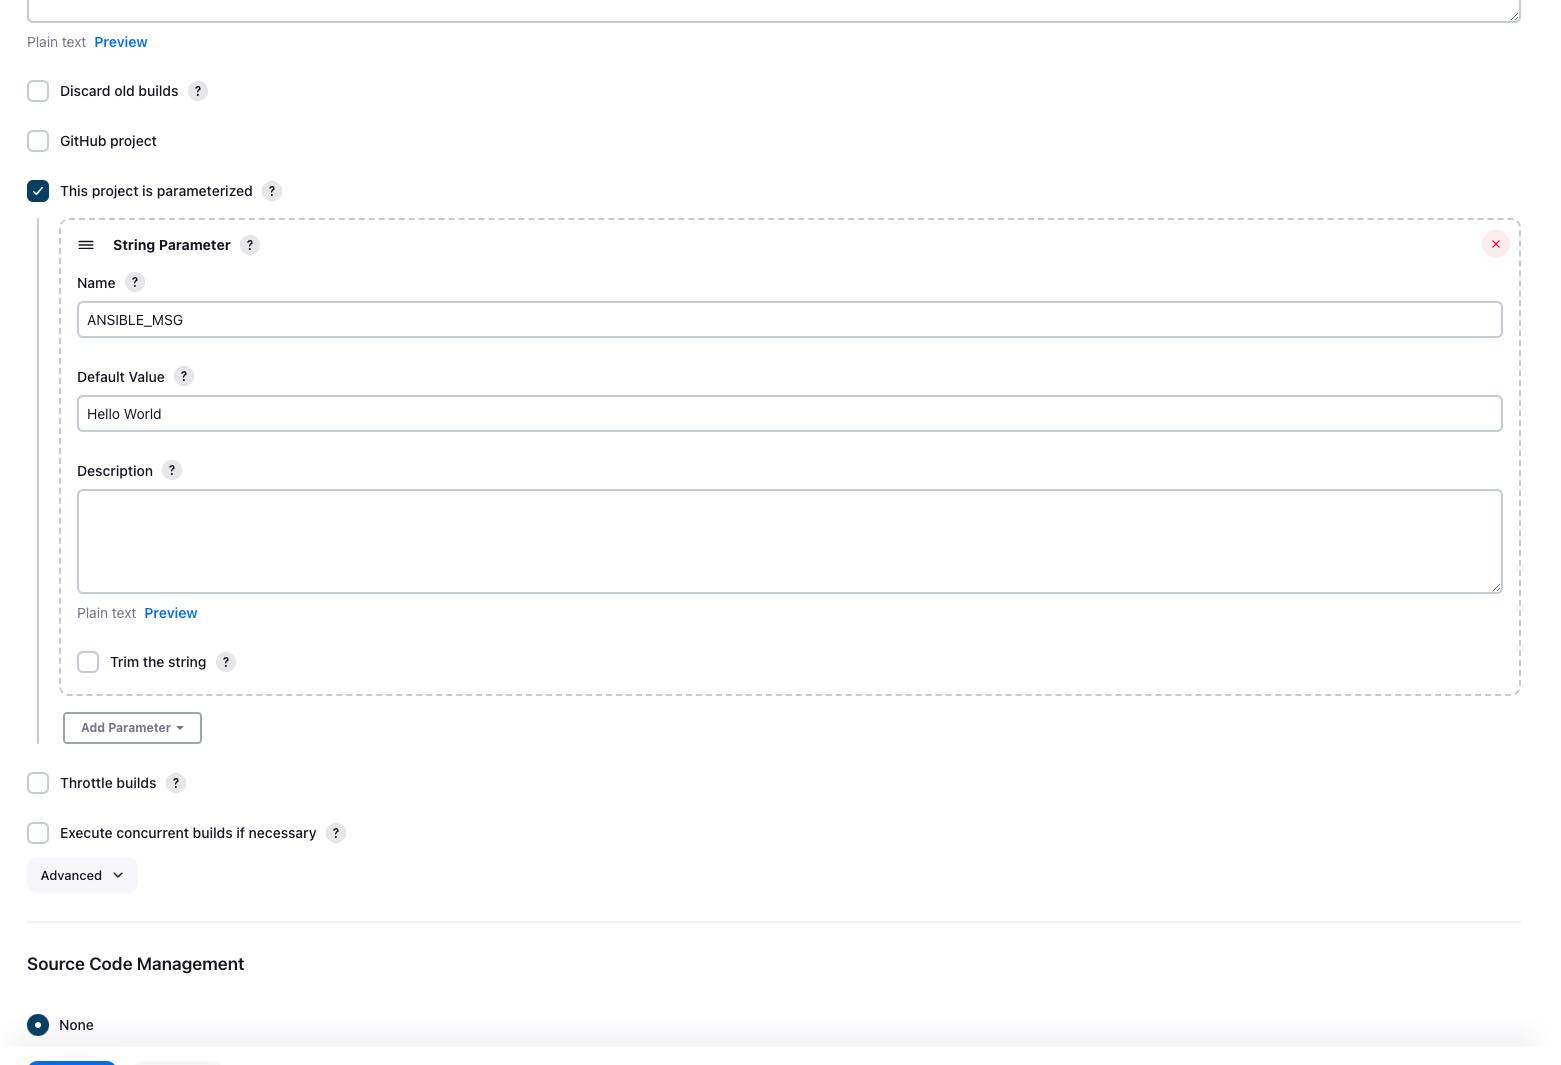 Plain text Preview
Discard old builds ?
GitHub project
This project is parameterized ?
String Parameter ?
Name ?
ANSIBLE_MSG
Default Value ?
Hello World
Description ?
Plain text Preview
Trim the string ?
Add Parameter
Throttle builds ?
Execute concurrent builds if necessary ?
Advanced
Source Code Management
None